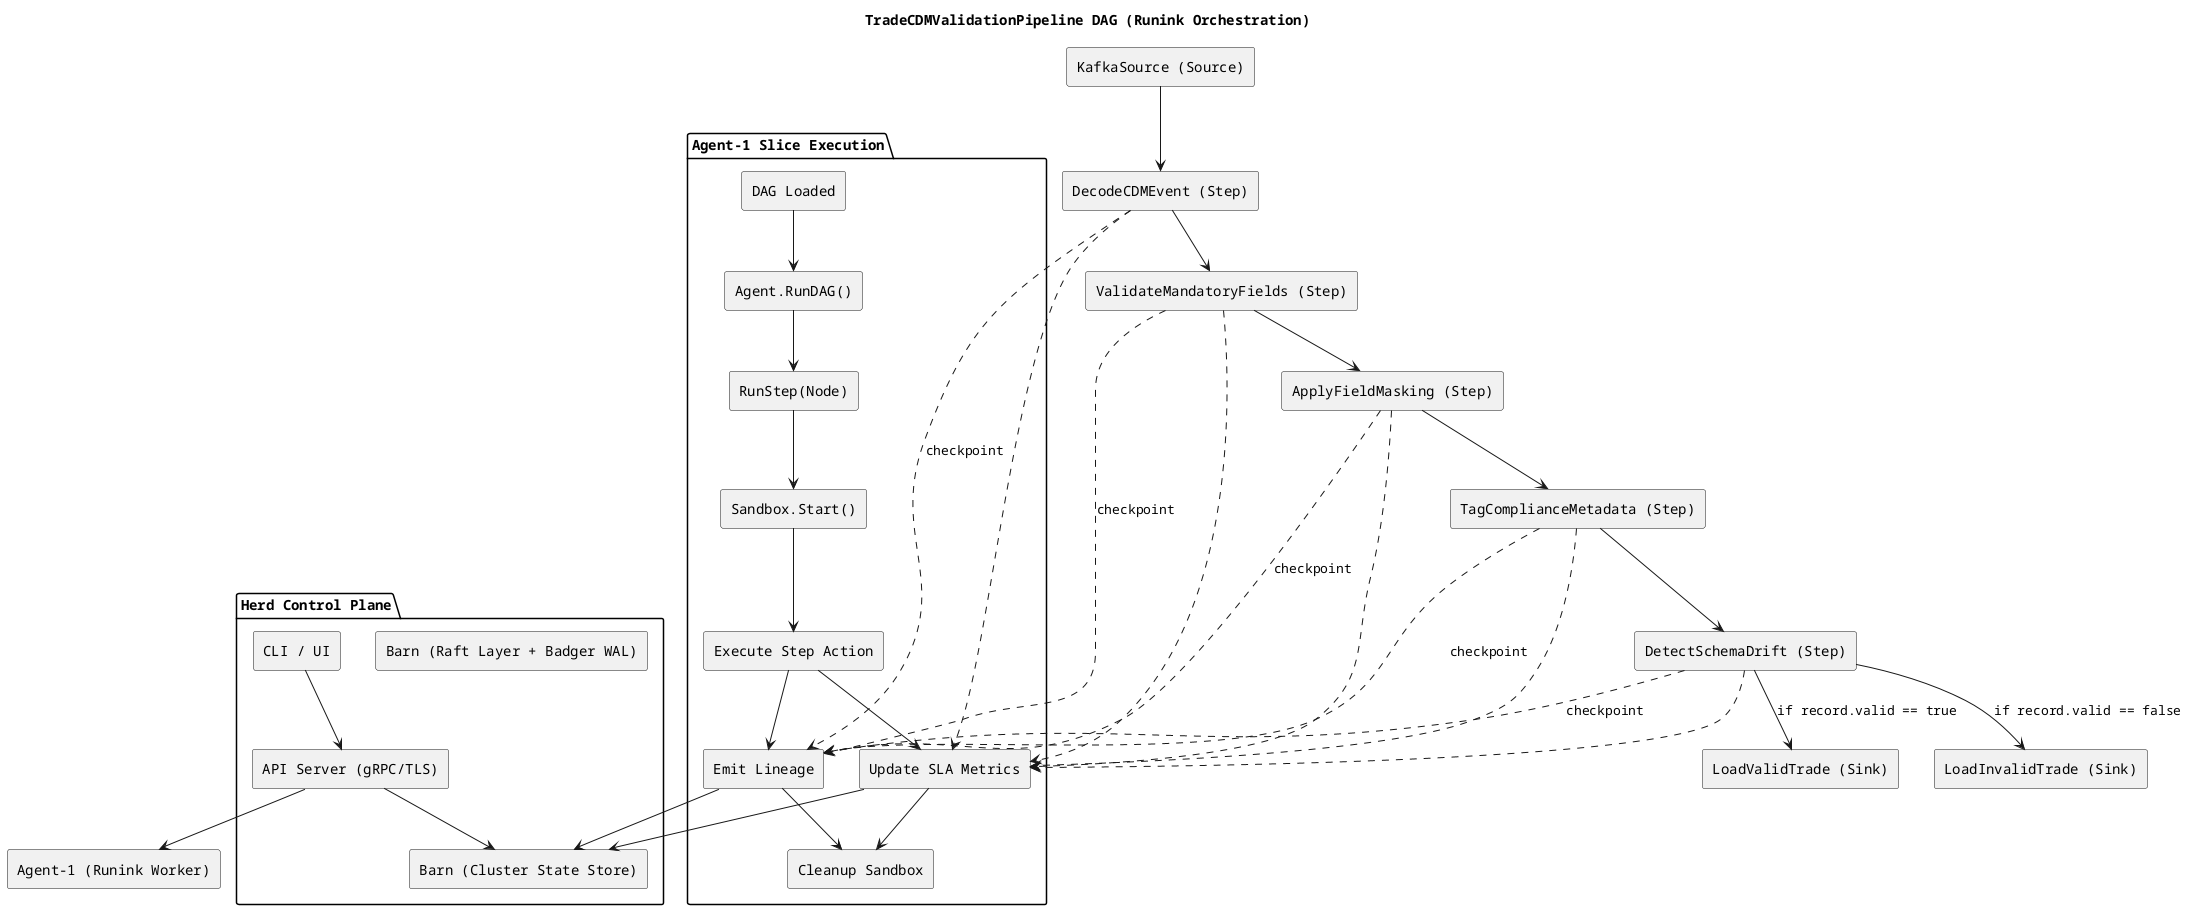 TradeCDMValidationPipeline DAG (Runink Orchestration)
KafkaSource (Source)
Agent-1 Slice Execution
DAG Loaded
DecodeCDMEvent (Step)
Agent.RunDAG()
ValidateMandatoryFields (Step)
RunStep(Node)
ApplyFieldMasking (Step)
checkpoint
Sandbox.Start()
checkpoint
TagComplianceMetadata (Step)
checkpoint
Herd Control Plane
CLI / UI
Barn (Raft Layer + Badger WAL)
Execute Step Action
checkpoint
DetectSchemaDrift (Step)
checkpoint
if record.valid == true
if record.valid == false
API Server (gRPC/TLS)
Emit Lineage
Update SLA Metrics
LoadValidTrade (Sink)
LoadInvalidTrade (Sink)
Agent-1 (Runink Worker)
Barn (Cluster State Store)
Cleanup Sandbox